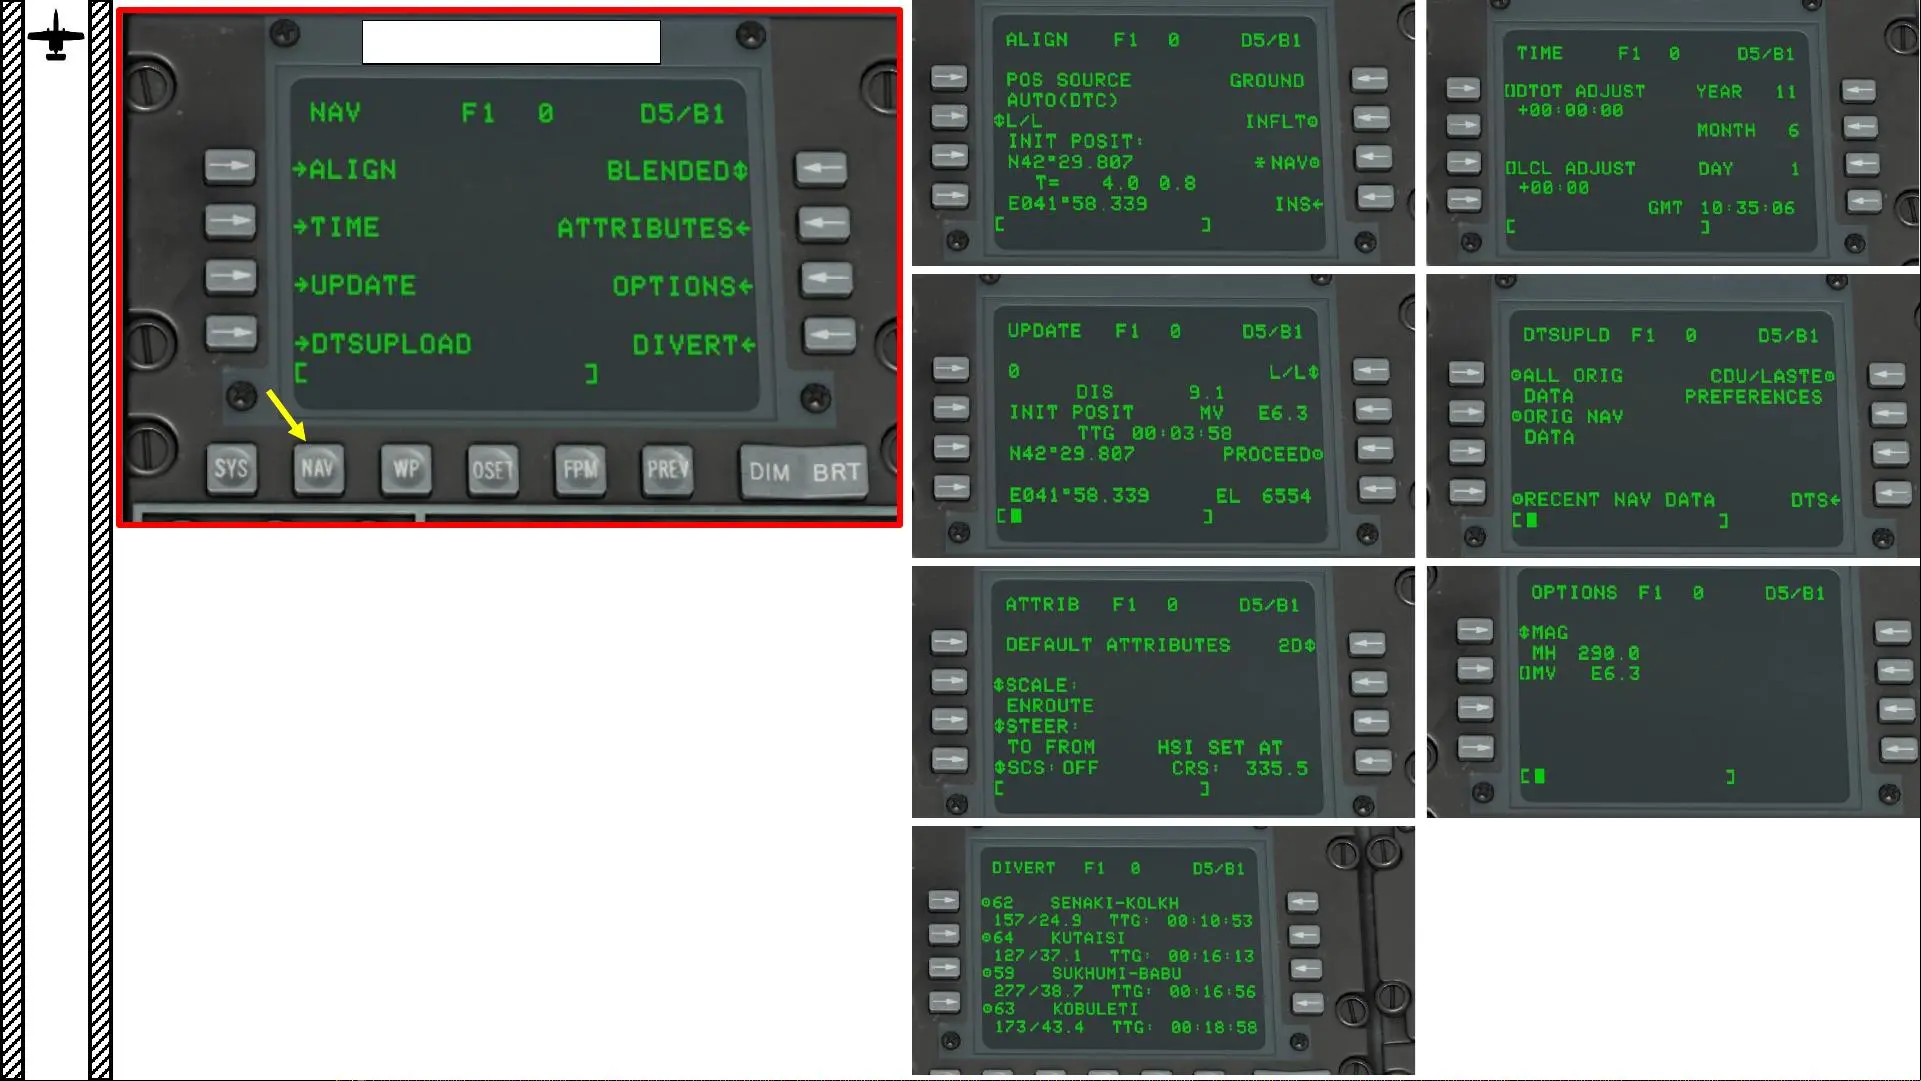 NAV F1 0 D5/B1
→ALIGN BLENDED↕
→TIME ATTRIBUTES←
→UPDATE OPTIONS←
→DTSUPLOAD DIVERT←
[ ]
SYS NAV WP OSET FPM PREV DIM BRT
ALIGN F1 0 D5/B1
POS SOURCE GROUND
AUTO(DTC)
↕L/L INFLT⊙
INIT POSIT:
N42°29.807 *NAV⊙
T= 4.0 0.8
E041°58.339 INS←
[ ]
TIME F1 0 D5/B1
[]DTOT ADJUST YEAR 11
+00:00:00
MONTH 6
[]LCL ADJUST DAY 1
+00:00
GMT 10:35:06
[ ]
UPDATE F1 0 D5/B1
0 L/L↕
DIS 9.1
INIT POSIT MV E6.3
TTG 00:03:58
N42°29.807 PROCEED⊙
E041°58.339 EL 6554
[ ]
DTSUPLD F1 0 D5/B1
⊙ALL ORIG CDU/LASTE⊙
DATA PREFERENCES
⊙ORIG NAV
DATA
⊙RECENT NAV DATA DTS←
[ ]
ATTRIB F1 0 D5/B1
DEFAULT ATTRIBUTES 2D↕
↕SCALE:
ENROUTE
↕STEER:
TO FROM HSI SET AT
↕SCS:OFF CRS: 335.5
[ ]
OPTIONS F1 0 D5/B1
↕MAG
MH 290.0
[]MV E6.3
[ ]
DIVERT F1 0 D5/B1
⊙62 SENAKI-KOLKH
157/24.9 TTG: 00:10:53
⊙64 KUTAISI
127/37.1 TTG: 00:16:13
⊙59 SUKHUMI-BABU
277/38.7 TTG: 00:16:56
⊙63 KOBULETI
173/43.4 TTG: 00:18:58